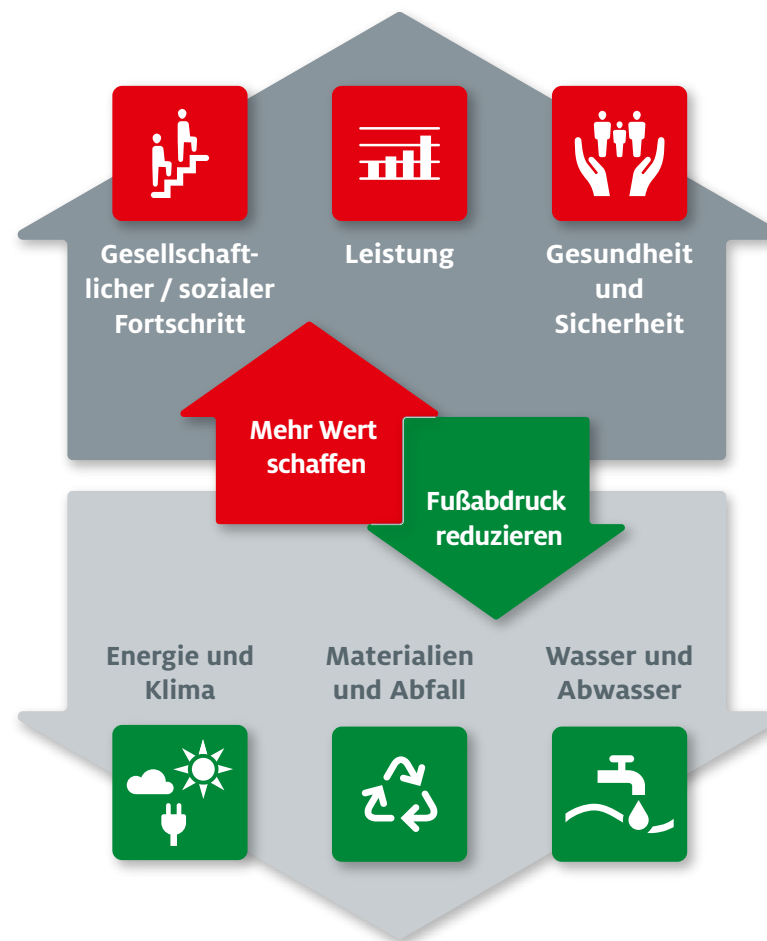 Gesellschaft-
licher / sozialer
Fortschritt
Leistung
Gesundheit
und
Sicherheit
Mehr Wert
schaffen
Fußabdruck
reduzieren
Energie und
Klima
Materialien
und Abfall
Wasser und
Abwasser